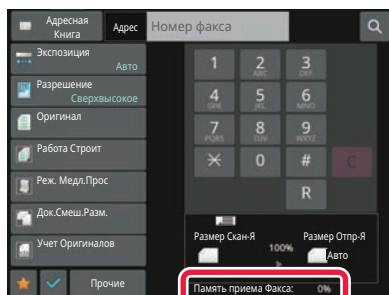 Адресная
Книга
Адрес
Номер факса
Экспозиция
Авто
Разрешение
Сверхвысокое
Оригинал
Работа Строит
Реж. Медл.Прос
Док.Смеш.Разм.
Учет Оригиналов
Прочие
1
2
ABC
3
DEF
4
GHI
5
JKL
6
MNO
7
PQRS
8
TUV
9
WXYZ
0
#
C
R
Размер Скан-Я
100%
Размер Отпр-Я
Авто
Память приема Факса: 0%